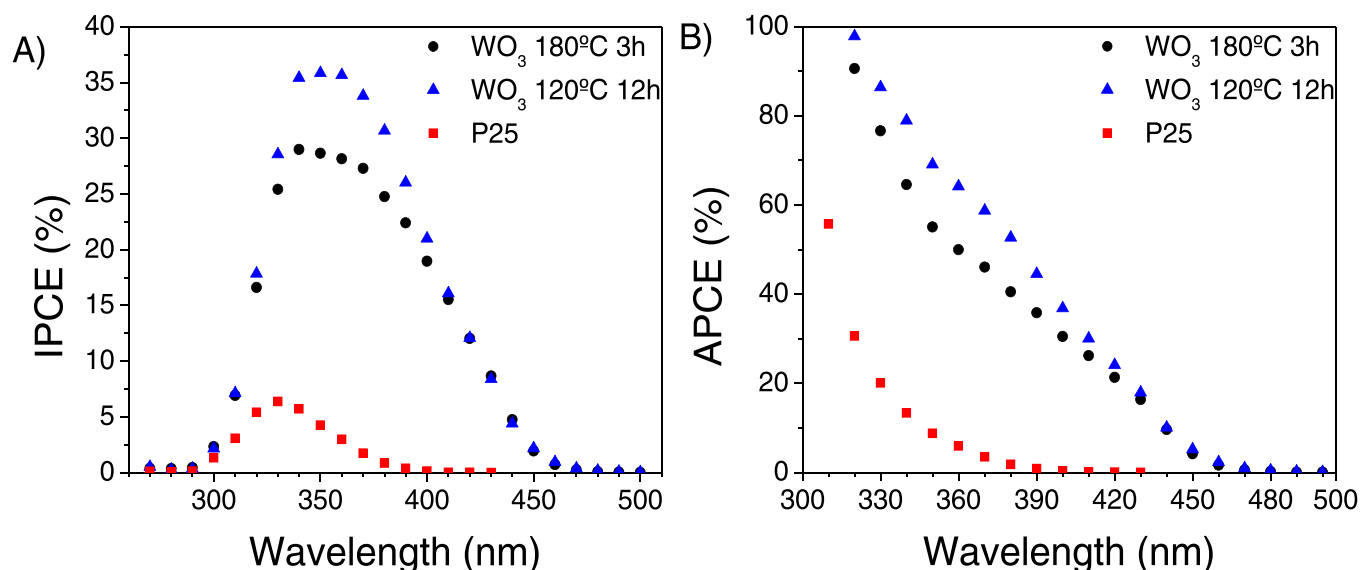 A)
40
35
30
25
20
15
10
5
0
IPCE (%)
300
350
400
450
500
Wavelength (nm)
WO₃ 180ºC 3h
WO₃ 120ºC 12h
P25
B)
100
80
60
40
20
0
APCE (%)
300
330
360
390
420
450
480
500
Wavelength (nm)
WO₃ 180ºC 3h
WO₃ 120ºC 12h
P25